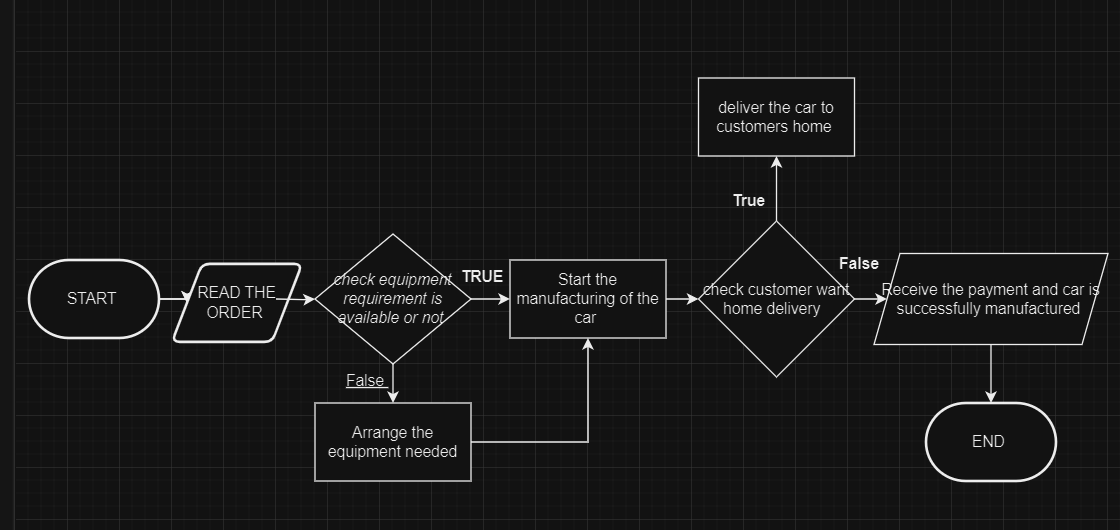 START
READ THE
ORDER
check equipment
requirement is
available or not
TRUE
False
Arrange the
equipment needed
Start the
manufacturing of the
car
check customer want
home delivery
True
deliver the car to
customers home
False
Receive the payment and car is
successfully manufactured
END